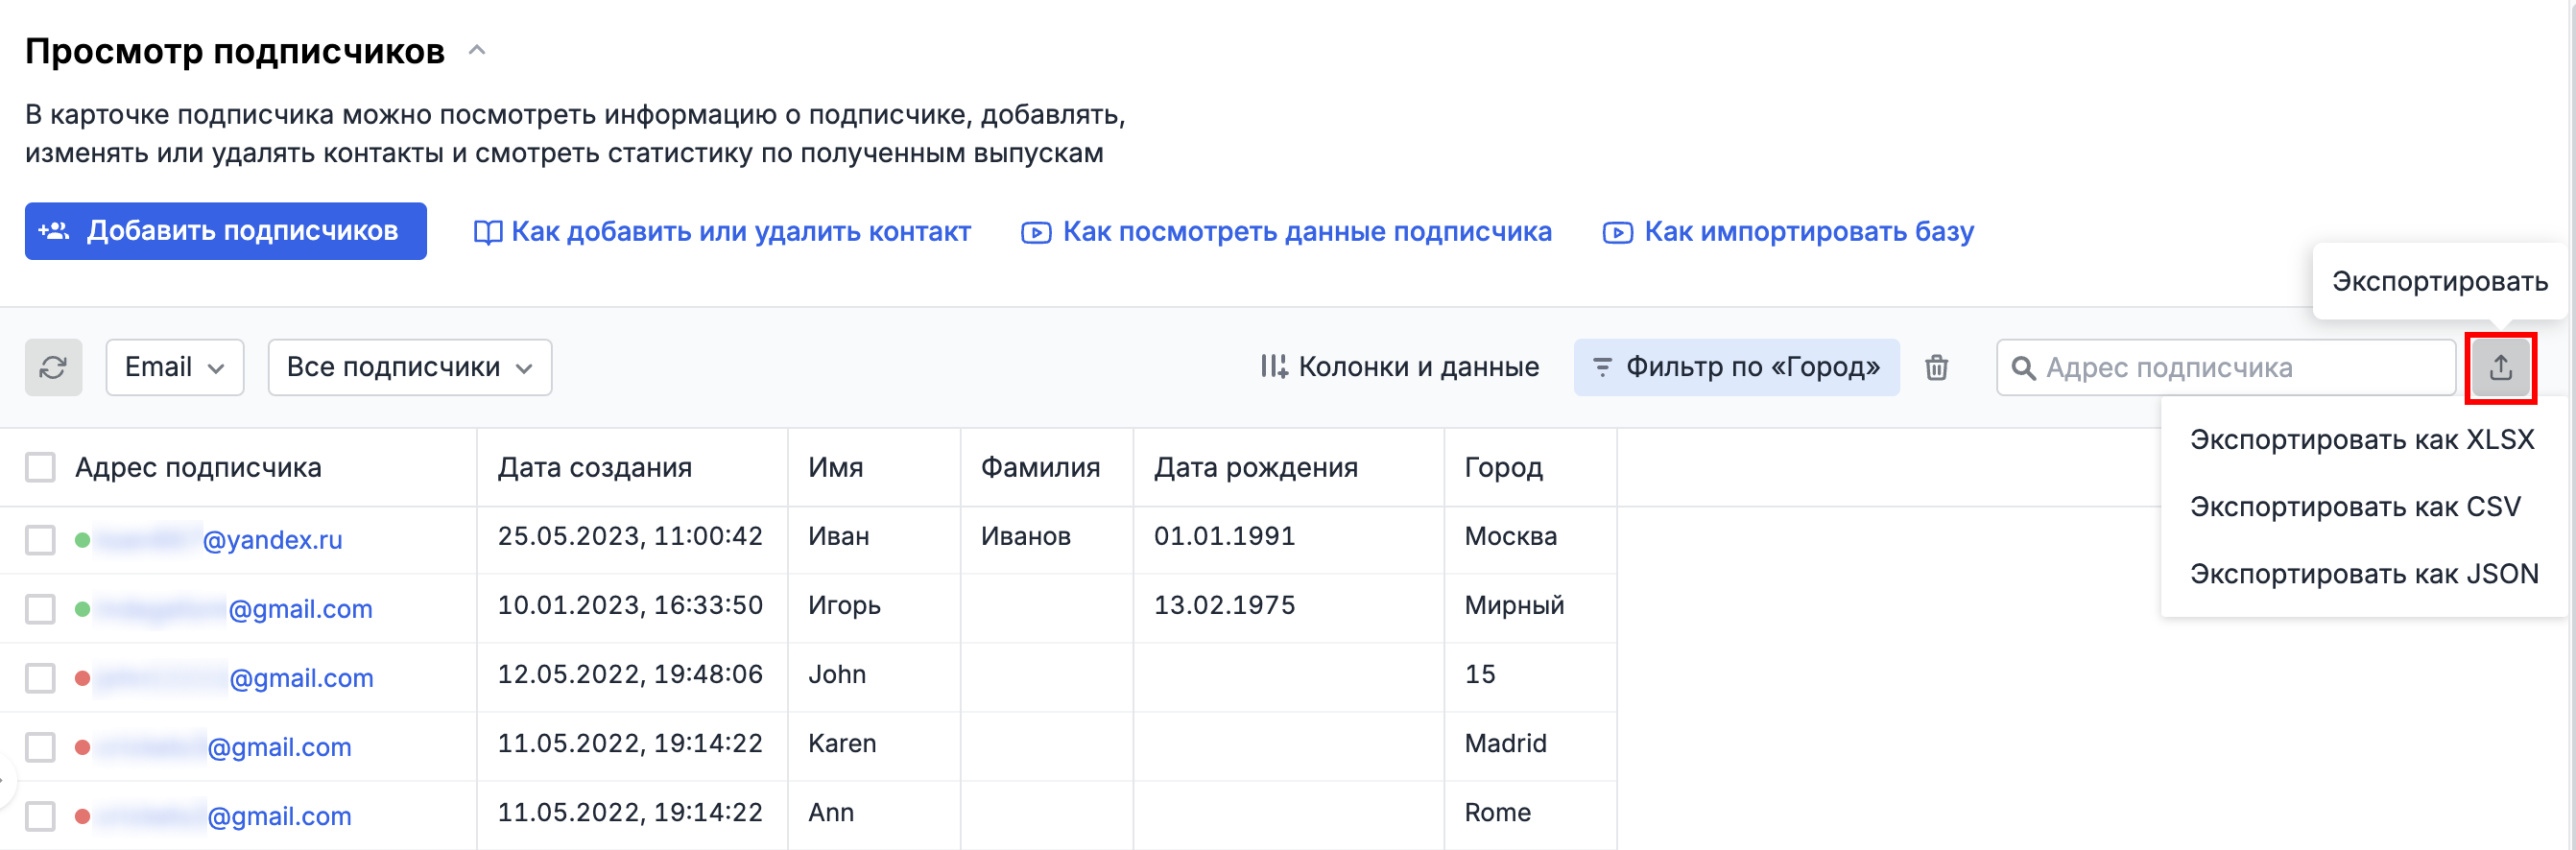 Просмотр подписчиков
В карточке подписчика можно посмотреть информацию о подписчике, добавлять,
изменять или удалять контакты и смотреть статистику по полученным выпускам
Добавить подписчиков Как добавить или удалить контакт Как посмотреть данные подписчика Как импортировать базу
Экспортировать
Email Все подписчики Колонки и данные Фильтр по «Город» Адрес подписчика
Экспортировать как XLSX
Экспортировать как CSV
Экспортировать как JSON
Адрес подписчика Дата создания Имя Фамилия Дата рождения Город
@yandex.ru 25.05.2023, 11:00:42 Иван Иванов 01.01.1991 Москва
@gmail.com 10.01.2023, 16:33:50 Игорь 13.02.1975 Мирный
@gmail.com 12.05.2022, 19:48:06 John 15
@gmail.com 11.05.2022, 19:14:22 Karen Madrid
@gmail.com 11.05.2022, 19:14:22 Ann Rome